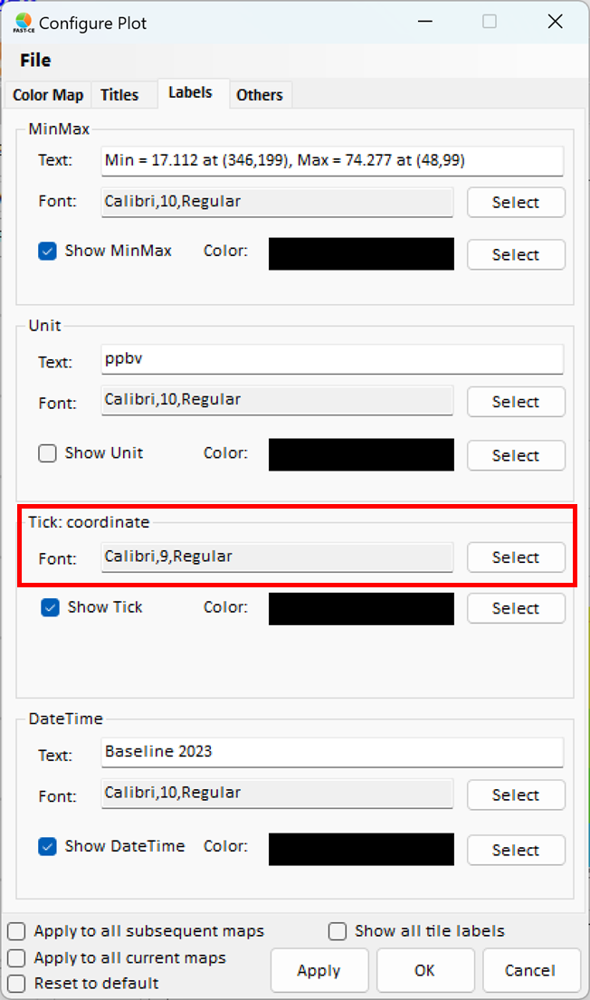 FAST-CE Configure Plot
File
Color Map Titles Labels Others
MinMax
Text: Min = 17.112 at (346,199), Max = 74.277 at (48,99)
Font: Calibri,10,Regular Select
Show MinMax Color: Select
Unit
Text: ppbv
Font: Calibri,10,Regular Select
Show Unit Color: Select
Tick: coordinate
Font: Calibri,9,Regular Select
Show Tick Color: Select
DateTime
Text: Baseline 2023
Font: Calibri,10,Regular Select
Show DateTime Color: Select
Apply to all subsequent maps Show all tile labels
Apply to all current maps
Reset to default
Apply OK Cancel